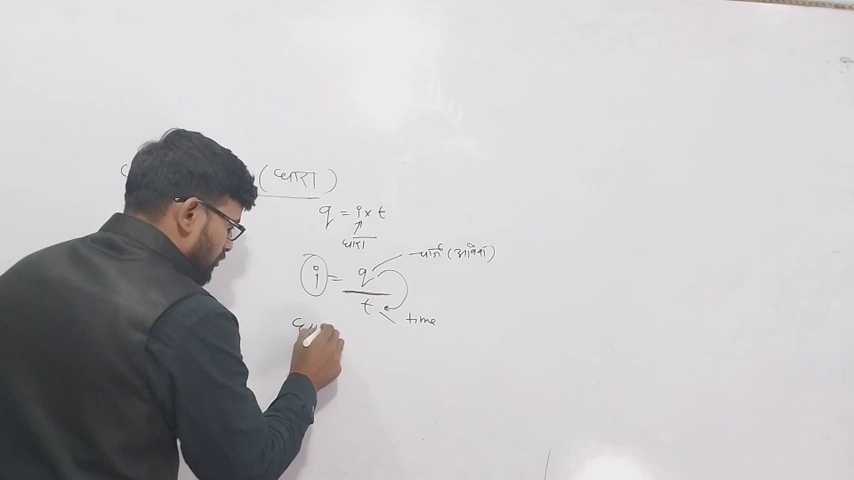 (धारा)
q = i × t
धारा
i = q / t
चार्ज (आवेश)
time